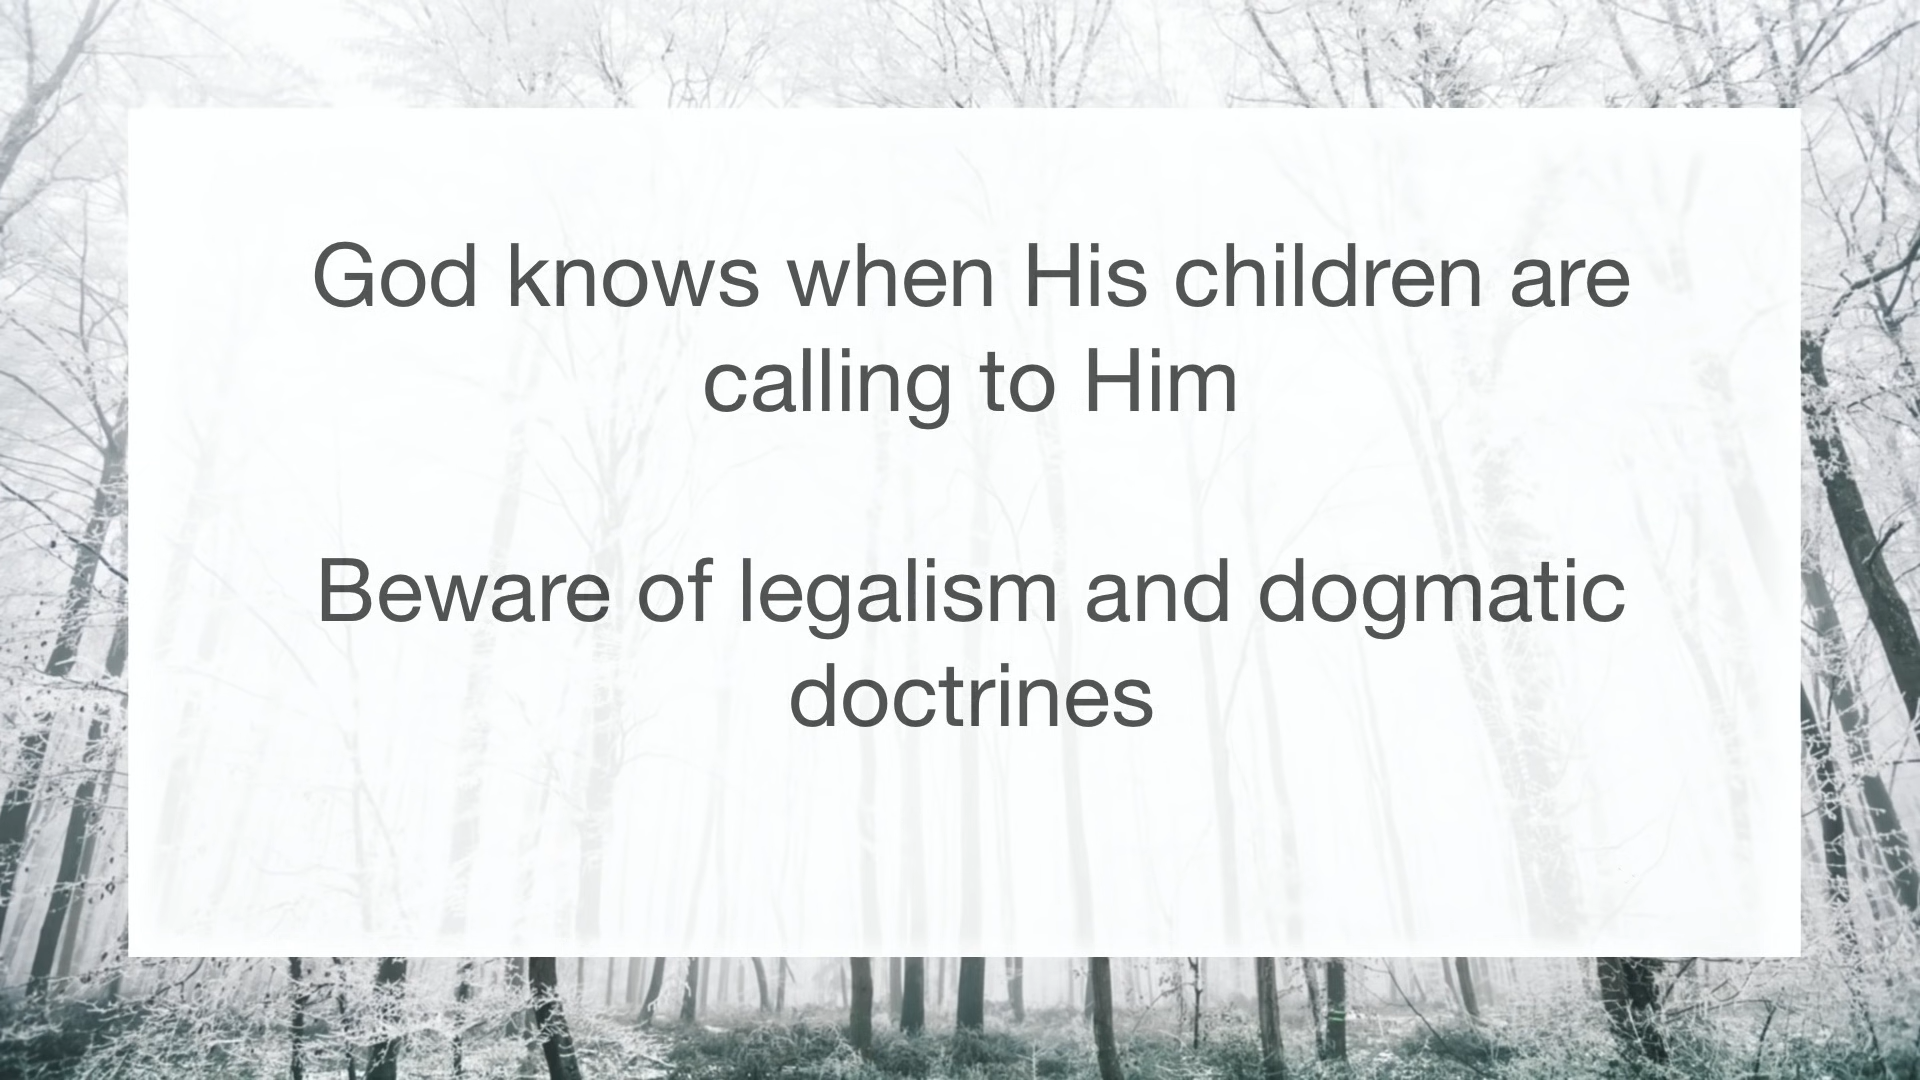 God knows when His children are
calling to Him
Beware of legalism and dogmatic
doctrines